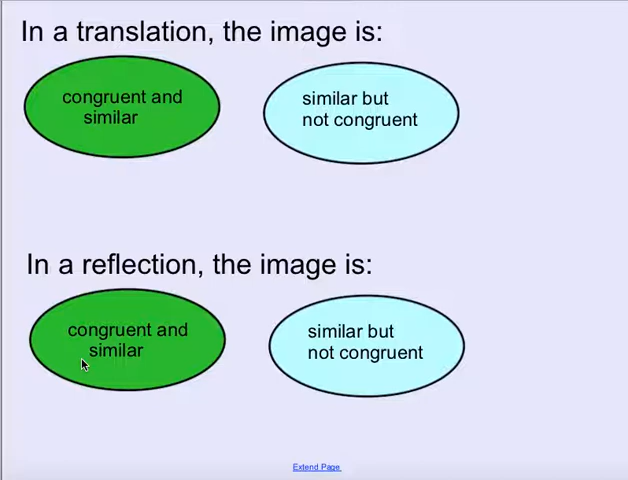 In a translation, the image is:
congruent and
similar
similar but
not congruent
In a reflection, the image is:
congruent and
similar
similar but
not congruent
Extend Page